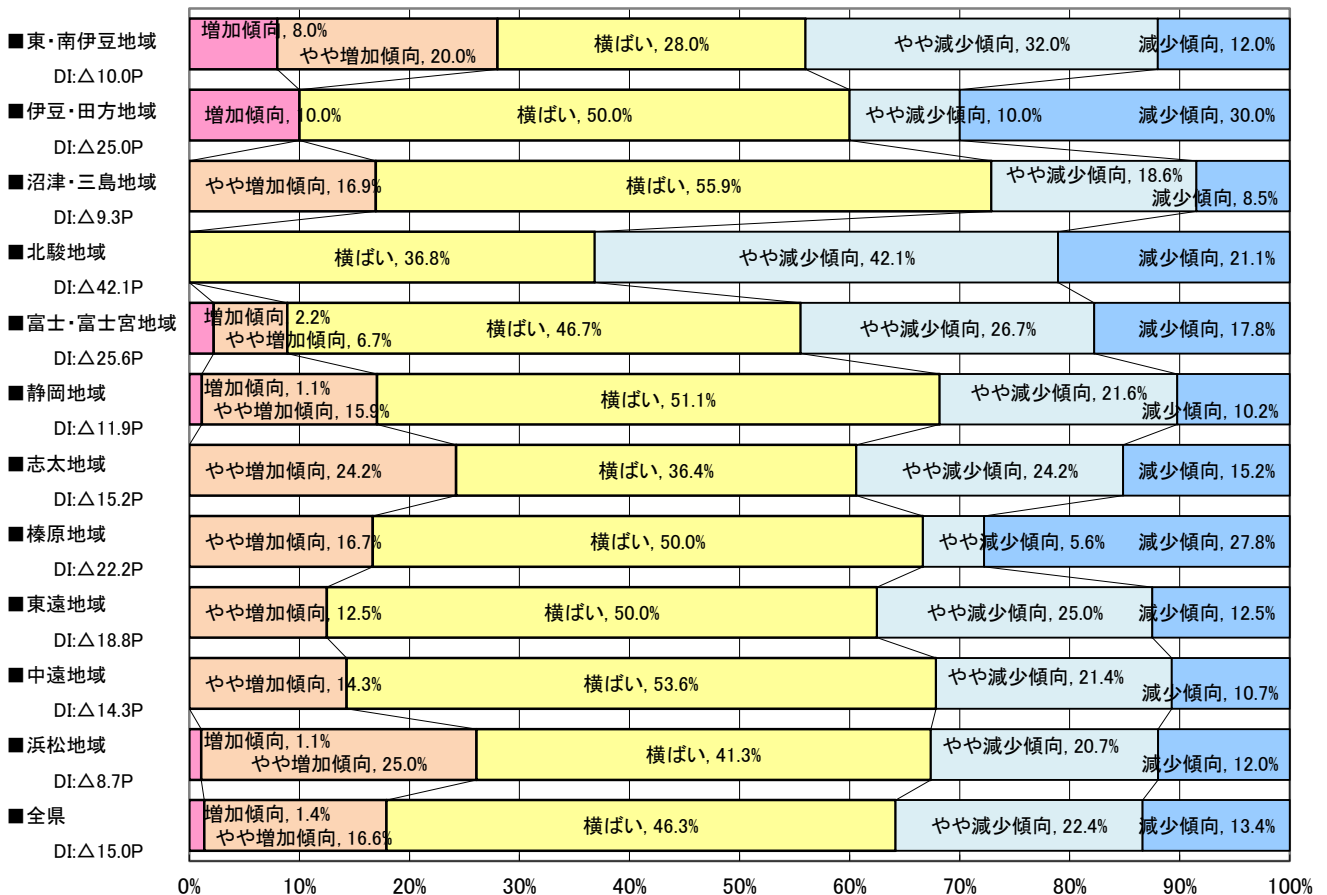 ■東・南伊豆地域
DI:△10.0P
増加傾向, 8.0%
やや増加傾向, 20.0%
横ばい, 28.0%
やや減少傾向, 32.0%
減少傾向, 12.0%
■伊豆・田方地域
DI:△25.0P
増加傾向, 10.0%
横ばい, 50.0%
やや減少傾向, 10.0%
減少傾向, 30.0%
■沼津・三島地域
DI:△9.3P
やや増加傾向, 16.9%
横ばい, 55.9%
やや減少傾向, 18.6%
減少傾向, 8.5%
■北駿地域
DI:△42.1P
横ばい, 36.8%
やや減少傾向, 42.1%
減少傾向, 21.1%
■富士・富士宮地域
DI:△25.6P
増加傾向, 2.2%
やや増加傾向, 6.7%
横ばい, 46.7%
やや減少傾向, 26.7%
減少傾向, 17.8%
■静岡地域
DI:△11.9P
増加傾向, 1.1%
やや増加傾向, 15.9%
横ばい, 51.1%
やや減少傾向, 21.6%
減少傾向, 10.2%
■志太地域
DI:△15.2P
やや増加傾向, 24.2%
横ばい, 36.4%
やや減少傾向, 24.2%
減少傾向, 15.2%
■榛原地域
DI:△22.2P
やや増加傾向, 16.7%
横ばい, 50.0%
やや減少傾向, 5.6%
減少傾向, 27.8%
■東遠地域
DI:△18.8P
やや増加傾向, 12.5%
横ばい, 50.0%
やや減少傾向, 25.0%
減少傾向, 12.5%
■中遠地域
DI:△14.3P
やや増加傾向, 14.3%
横ばい, 53.6%
やや減少傾向, 21.4%
減少傾向, 10.7%
■浜松地域
DI:△8.7P
増加傾向, 1.1%
やや増加傾向, 25.0%
横ばい, 41.3%
やや減少傾向, 20.7%
減少傾向, 12.0%
■全県
DI:△15.0P
増加傾向, 1.4%
やや増加傾向, 16.6%
横ばい, 46.3%
やや減少傾向, 22.4%
減少傾向, 13.4%
0% 10% 20% 30% 40% 50% 60% 70% 80% 90% 100%